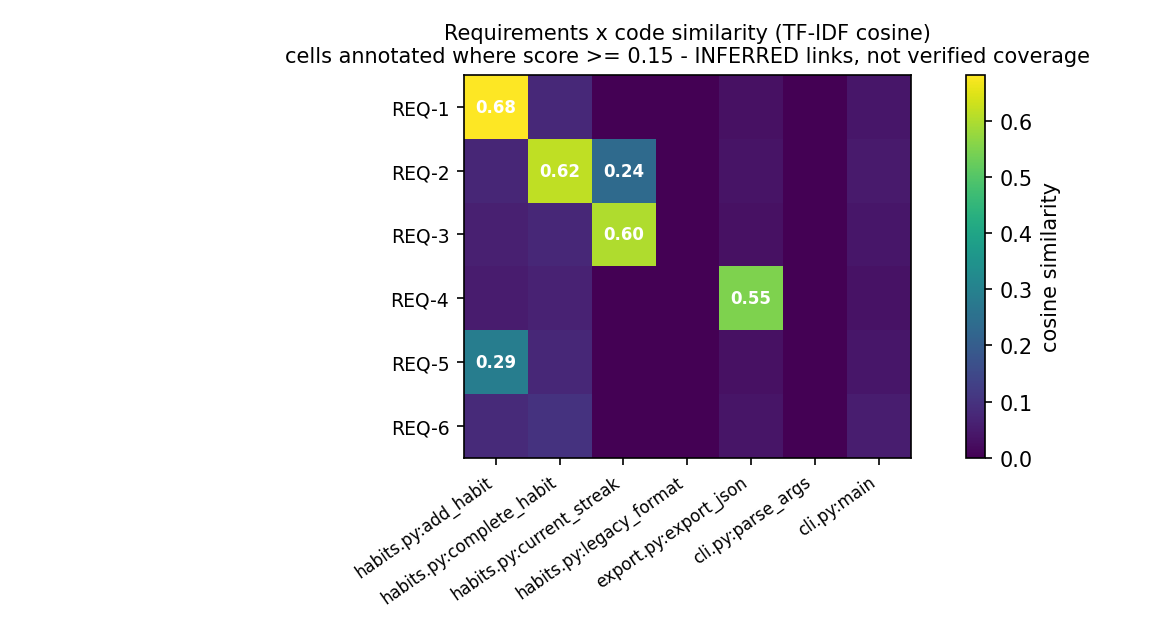 Requirements x code similarity (TF-IDF cosine)
cells annotated where score >= 0.15 - INFERRED links, not verified coverage
REQ-1
REQ-2
REQ-3
REQ-4
REQ-5
REQ-6
0.68
0.62
0.24
0.60
0.55
0.29
habits.py:add_habit
habits.py:complete_habit
habits.py:current_streak
habits.py:legacy_format
export.py:export_json
cli.py:parse_args
cli.py:main
0.6
0.5
0.4
0.3
0.2
0.1
0.0
cosine similarity